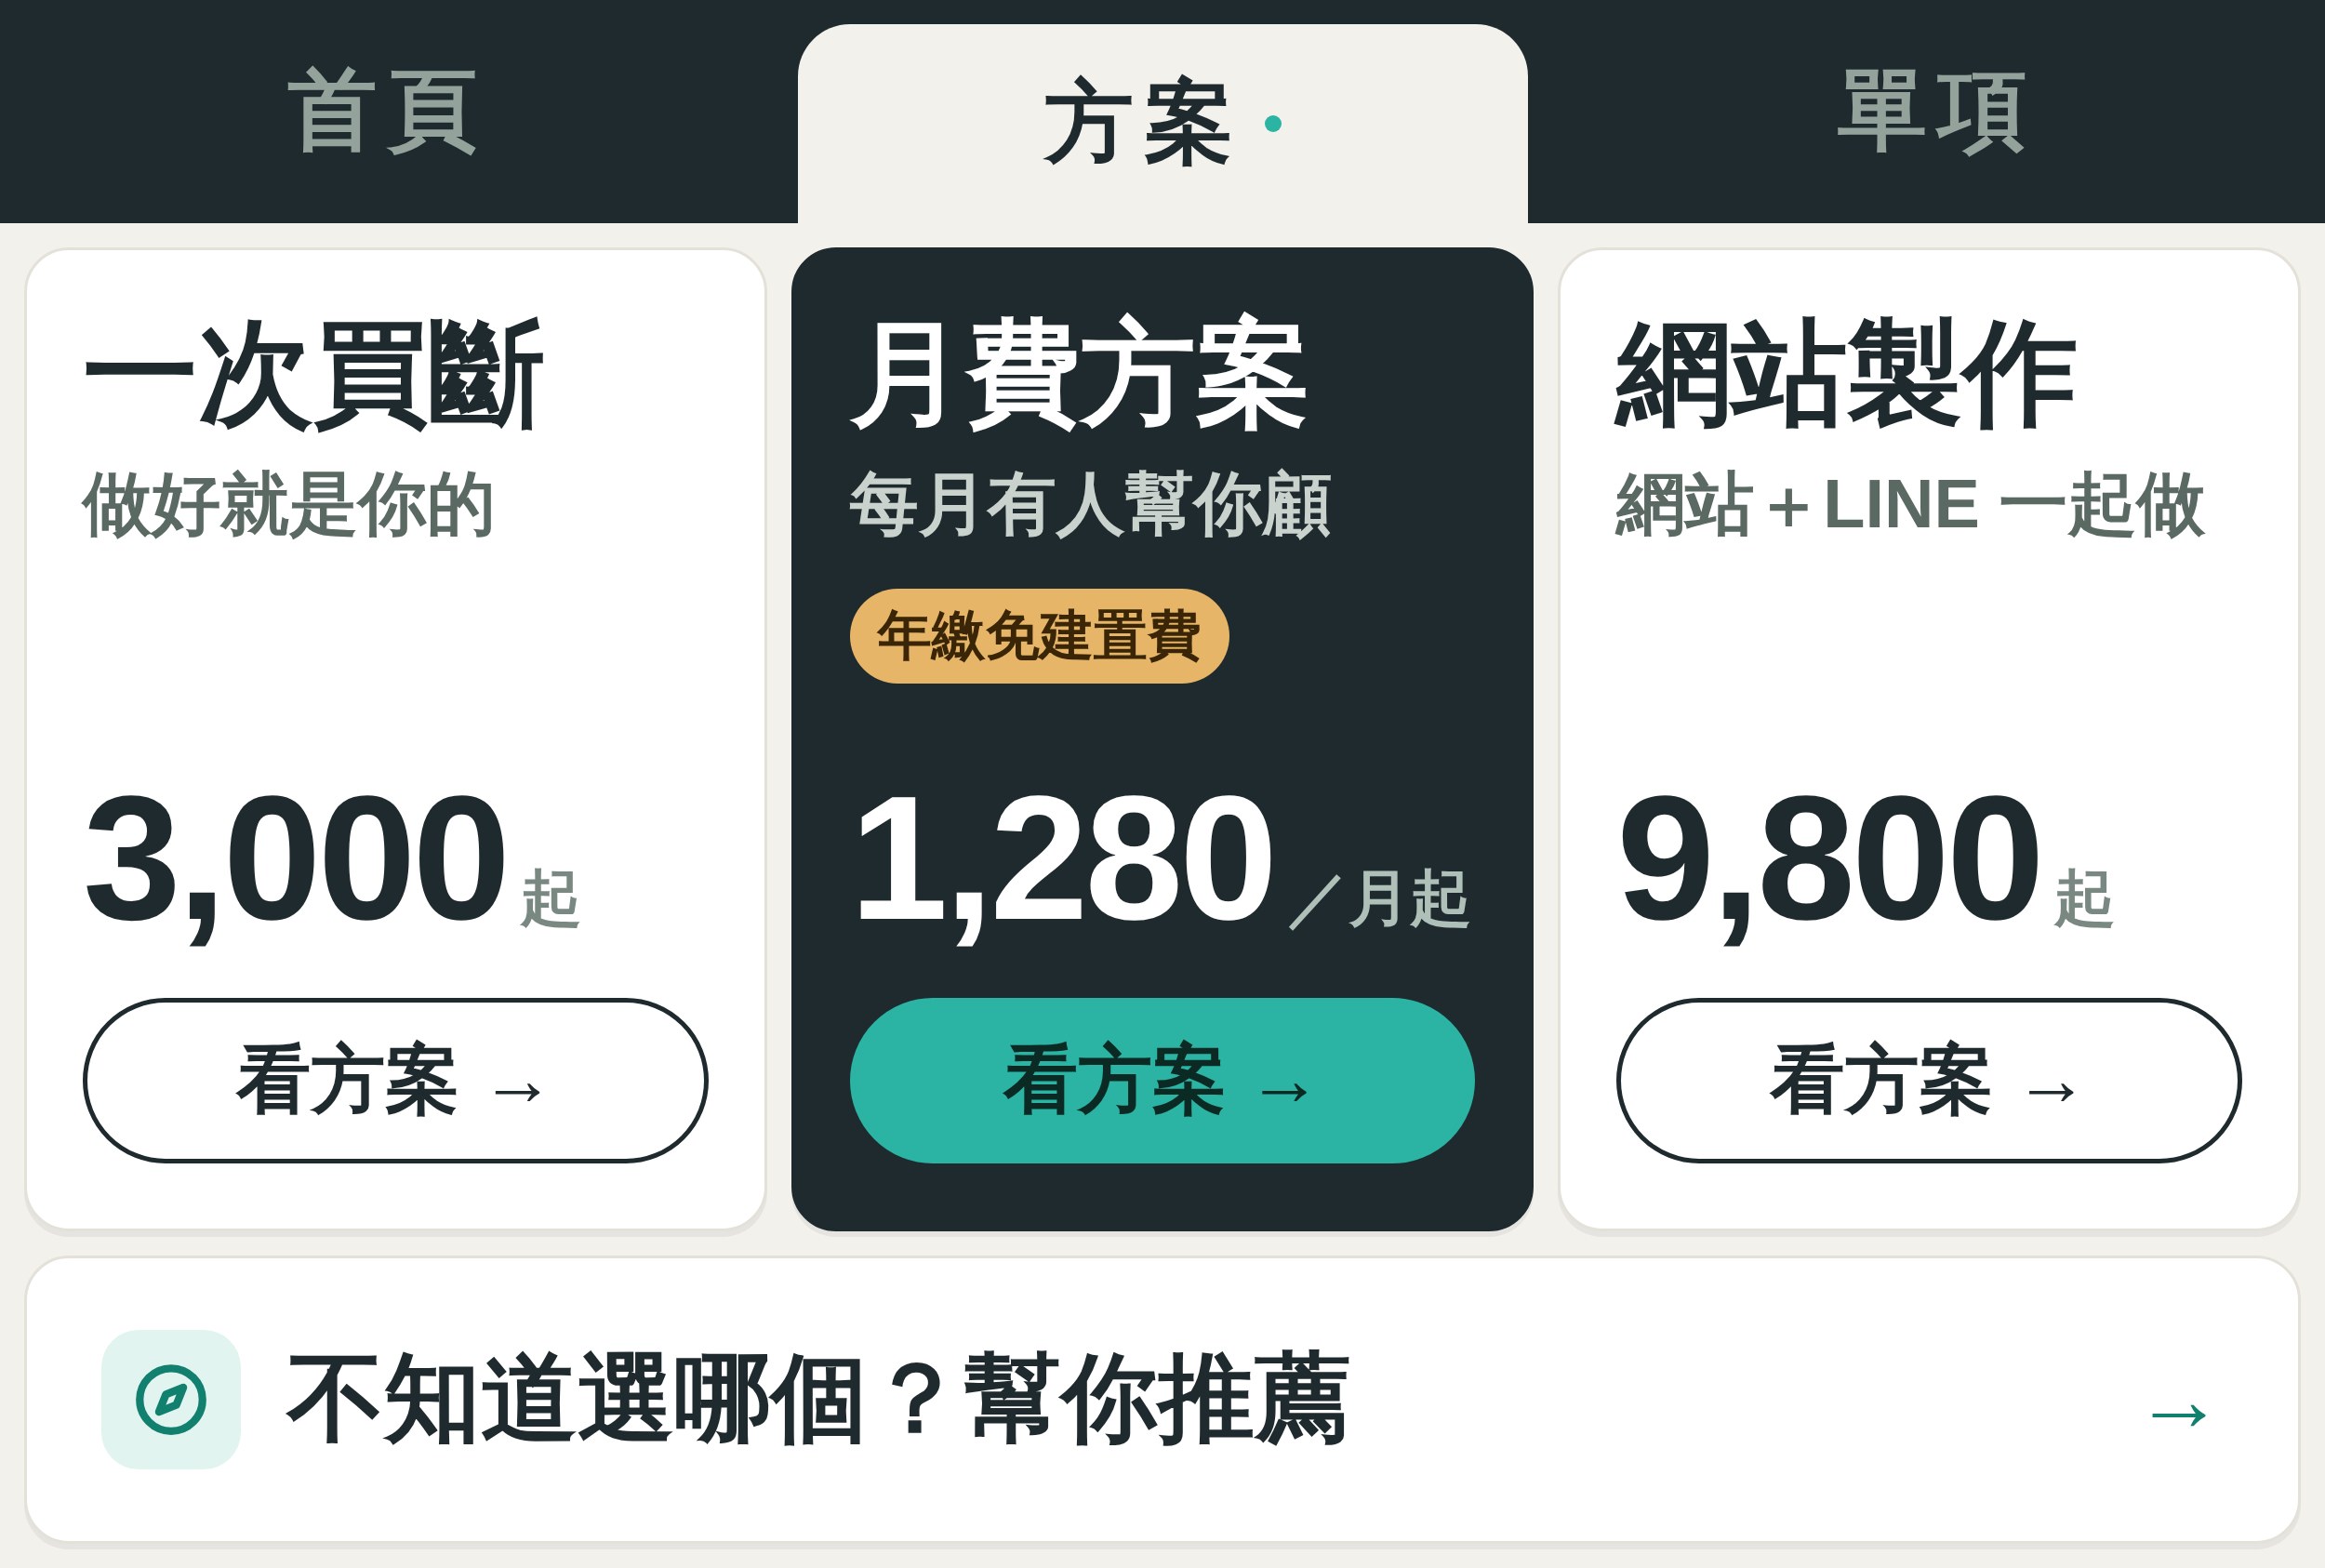 首頁
方案
單項
一次買斷
做好就是你的
3,000 起
看方案 →
月費方案
每月有人幫你顧
年繳免建置費
1,280 ／月起
看方案 →
網站製作
網站 + LINE 一起做
9,800 起
看方案 →
不知道選哪個？幫你推薦 →